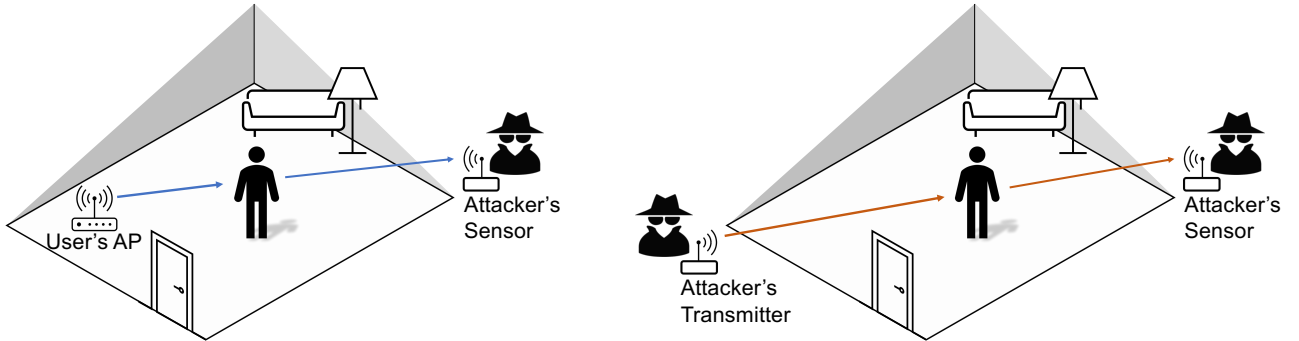 User's AP
Attacker's
Sensor
Attacker's
Transmitter
Attacker's
Sensor